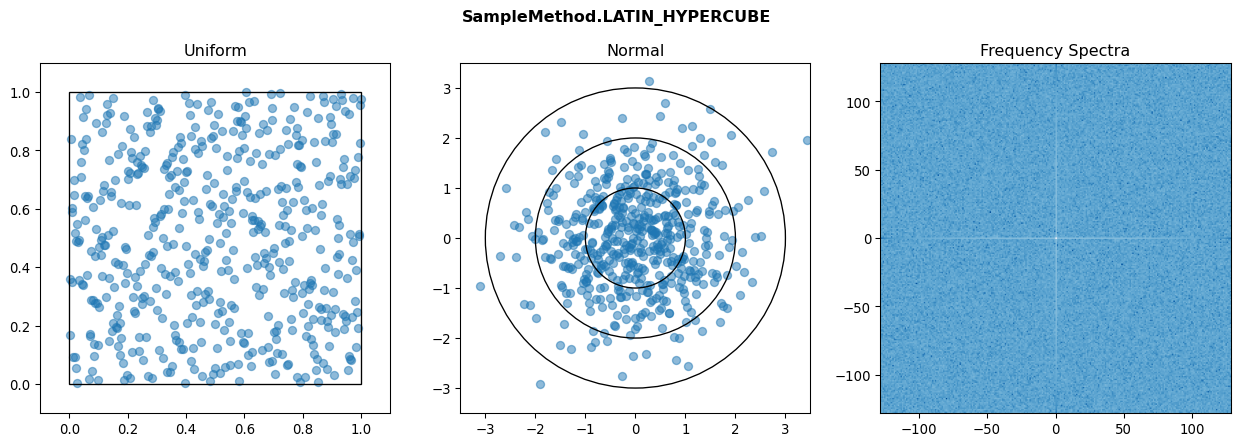 SampleMethod.LATIN_HYPERCUBE
Uniform
1.0
0.8
0.6
0.4
0.2
0.0
0.0 0.2 0.4 0.6 0.8 1.0
Normal
3
2
1
0
−1
−2
−3
−3 −2 −1 0 1 2 3
Frequency Spectra
100
50
0
−50
−100
−100 −50 0 50 100